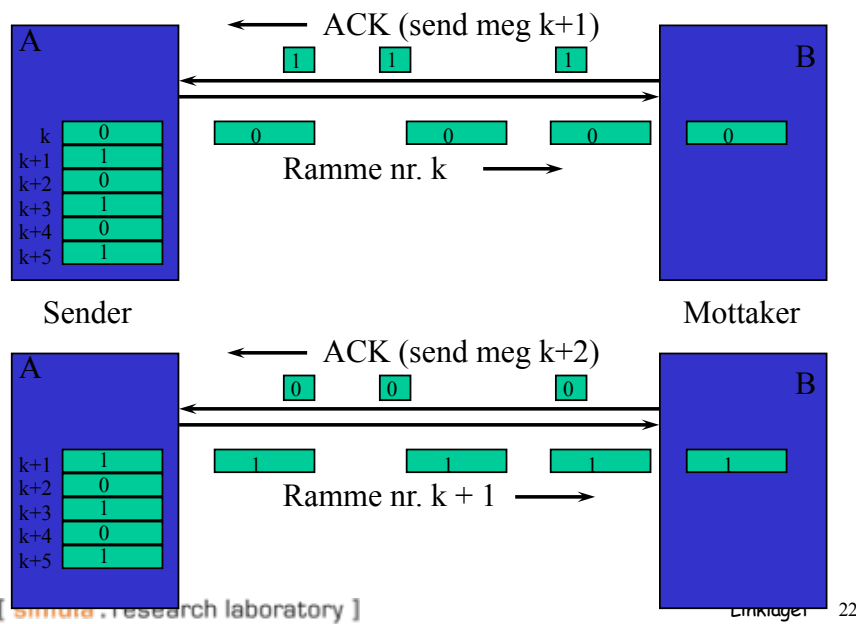 ACK (send meg k+1)
A
B
1 1 1
k 0 0 0 0 0
k+1 1
Ramme nr. k
k+2 0
k+3 1
k+4 0
k+5 1
Sender Mottaker
ACK (send meg k+2)
A
B
0 0 0
k+1 1 1 1 1 1
k+2 0
Ramme nr. k + 1
k+3 1
k+4 0
k+5 1
[ simula . research laboratory ] Linklaget 22